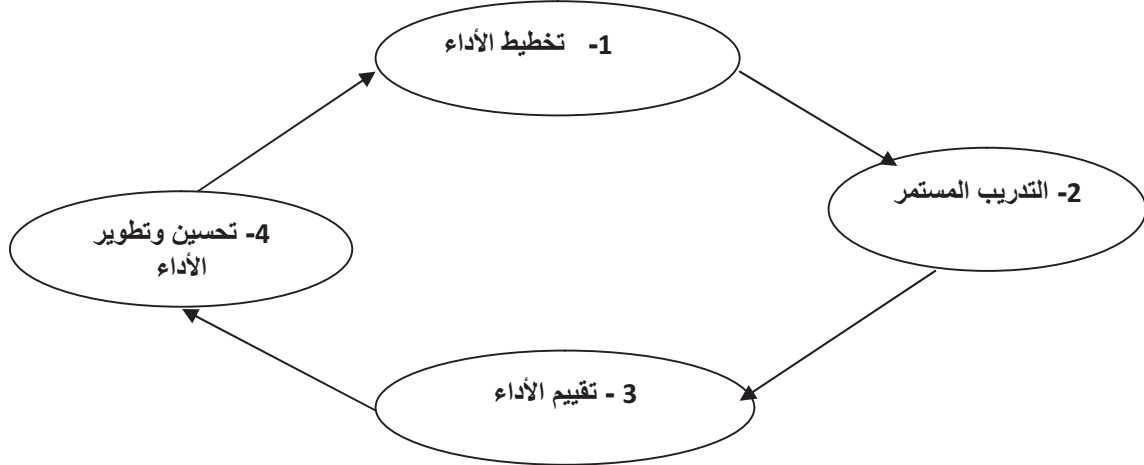 1- تخطيط الأداء
2- التدريب المستمر
3 - تقييم الأداء
4- تحسين وتطوير
الأداء